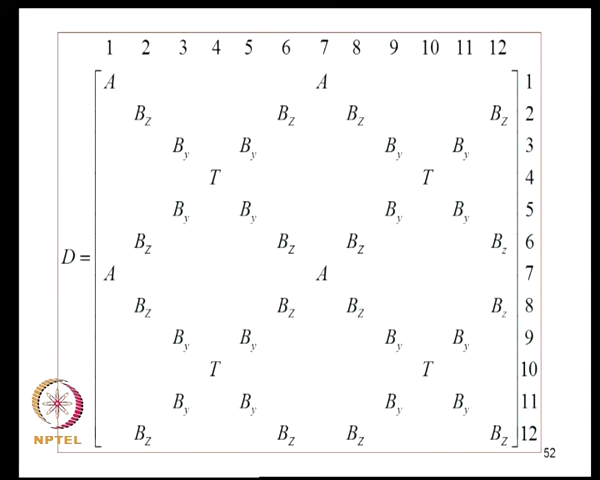 1 2 3 4 5 6 7 8 9 10 11 12
A A 1
B_Z B_Z B_Z B_Z 2
B_y B_y B_y B_y 3
T T 4
B_y B_y B_y B_y 5
B_Z B_Z B_Z B_z 6
D =
A A 7
B_Z B_Z B_Z B_z 8
B_y B_y B_y B_y 9
T T 10
B_y B_y B_y B_y 11
B_Z B_Z B_Z B_Z 12
NPTEL
52